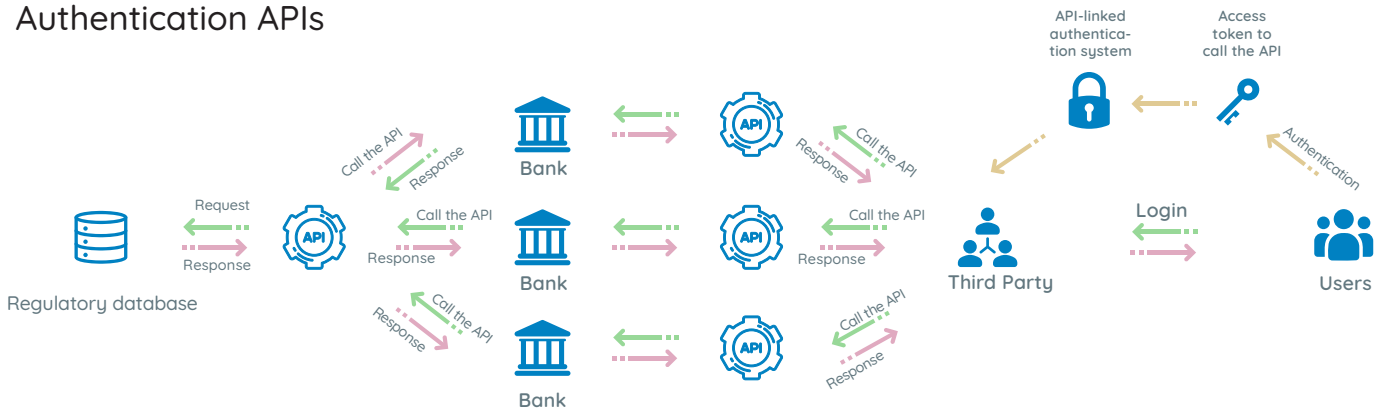 Authentication APIs
API-linked
authentica-
tion system
Access
token to
call the API
API
Call the API
Response
Bank
Call the API
Response
Authentication
Request
Response
API
Call the API
Response
Bank
API
Call the API
Response
Login
Third Party
Users
Regulatory database
Call the API
Response
Bank
API
Call the API
Response